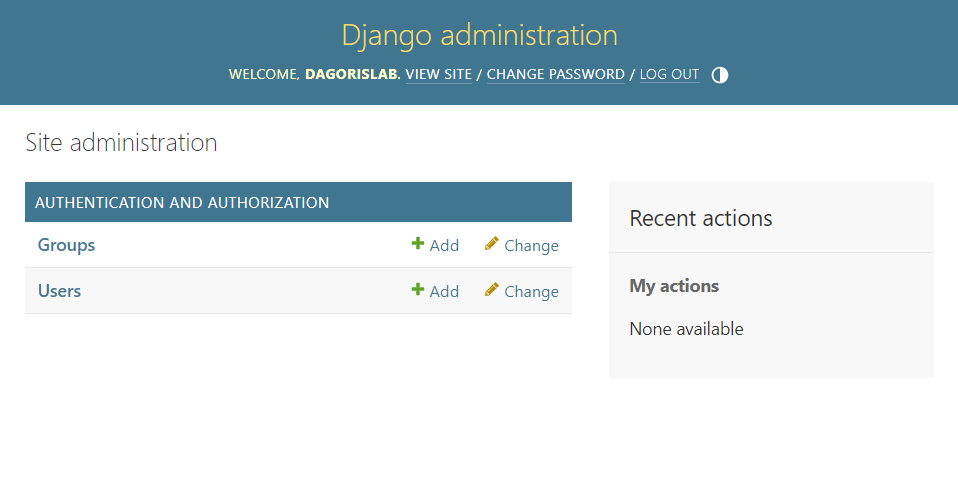 Django administration
WELCOME, DAGORISLAB. VIEW SITE / CHANGE PASSWORD / LOG OUT
Site administration
AUTHENTICATION AND AUTHORIZATION
Groups Add Change
Users Add Change
Recent actions
My actions
None available